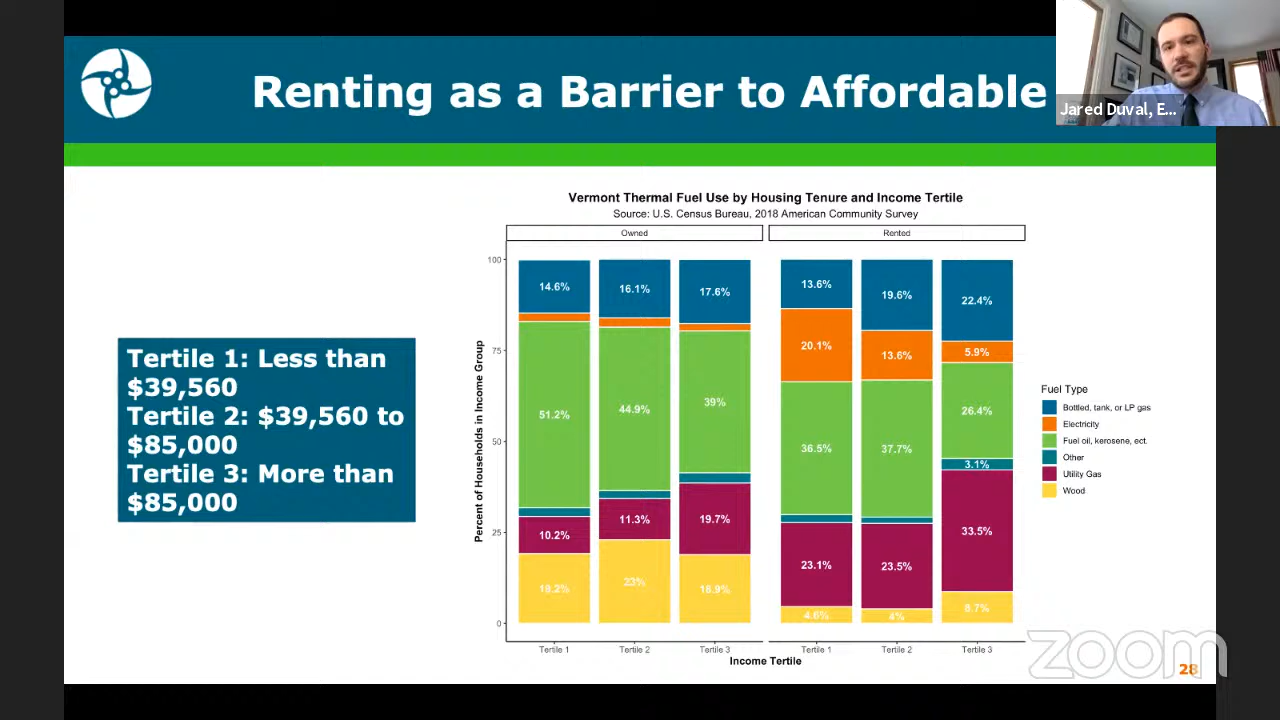 Renting as a Barrier to Affordable
Jared Duval, E...
Tertile 1: Less than
$39,560
Tertile 2: $39,560 to
$85,000
Tertile 3: More than
$85,000
Vermont Thermal Fuel Use by Housing Tenure and Income Tertile
Source: U.S. Census Bureau, 2018 American Community Survey
Owned
Rented
Percent of Households in Income Group
100
75
50
25
0
14.6%
51.2%
10.2%
16.1%
44.9%
11.3%
23%
17.6%
39%
19.7%
18.9%
13.6%
20.1%
36.5%
23.1%
4.6%
19.6%
13.6%
37.7%
23.5%
4%
22.4%
5.9%
26.4%
3.1%
33.5%
8.7%
Tertile 1
Tertile 2
Tertile 3
Tertile 1
Tertile 2
Tertile 3
Income Tertile
Fuel Type
Bottled, tank, or LP gas
Electricity
Fuel oil, kerosene, ect.
Other
Utility Gas
Wood
zoom
28